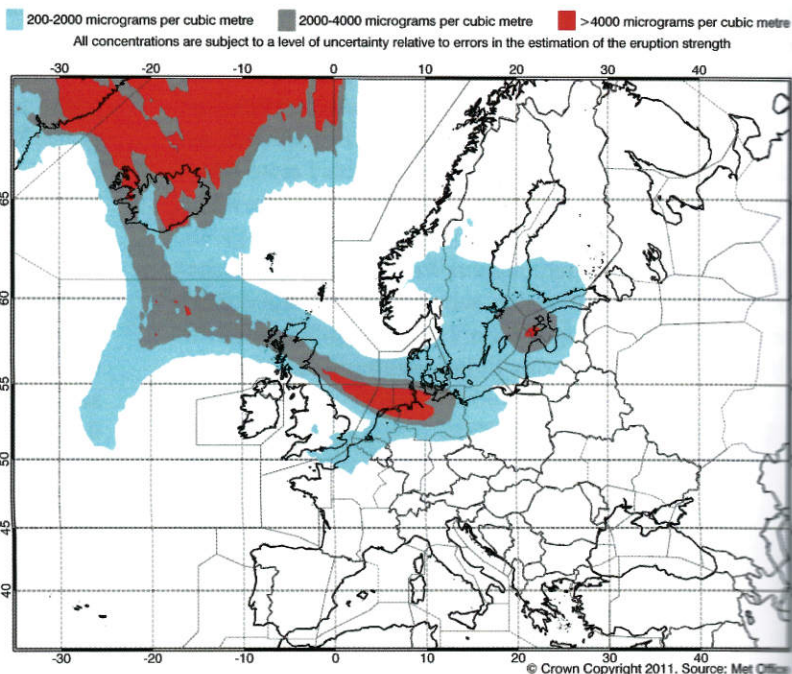 200-2000 micrograms per cubic metre 2000-4000 micrograms per cubic metre >4000 micrograms per cubic metre
All concentrations are subject to a level of uncertainty relative to errors in the estimation of the eruption strength
-30 -20 -10 0 10 20 30 40
65
60
55
50
45
40
-30 -20 -10 0 10 20 30 40
© Crown Copyright 2011. Source: Met Office